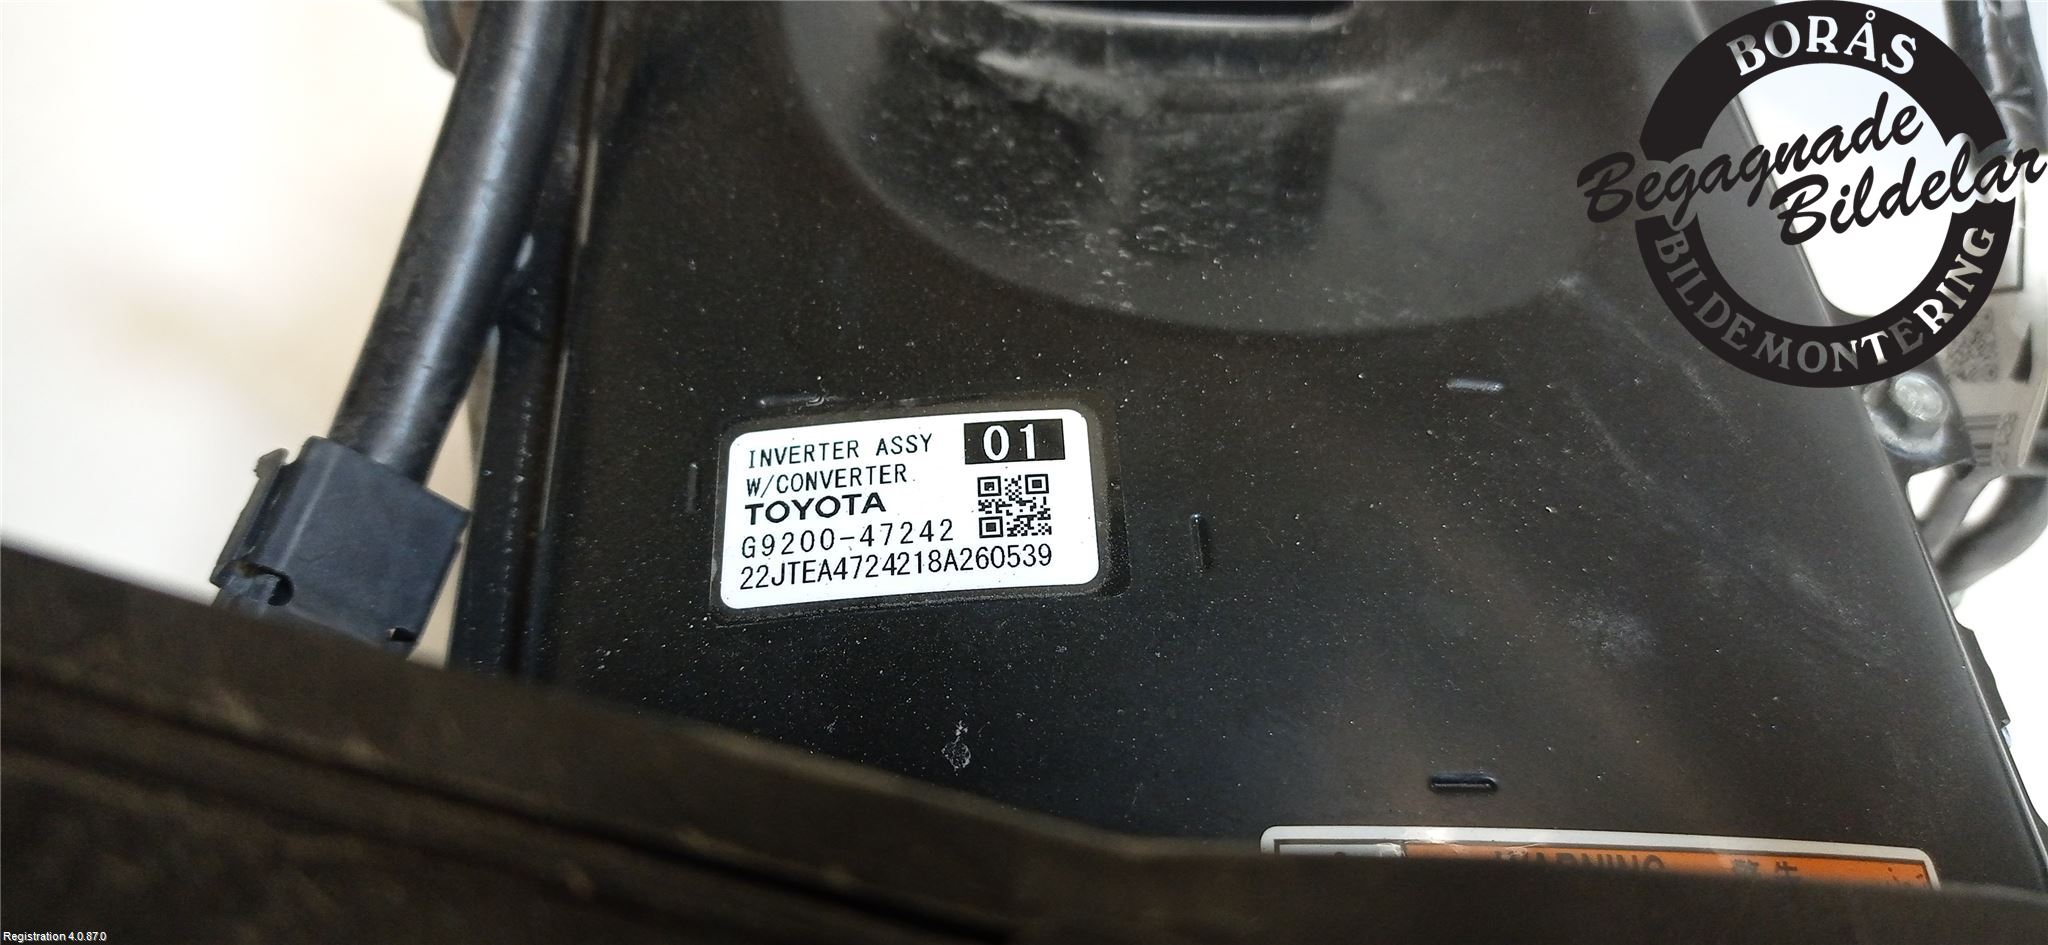 BORÅS
Begagnade
Bildelar
BILDEMONTERING
INVERTER ASSY 01
W/CONVERTER
TOYOTA
G9200-47242
22JTEA4724218A260539
WARNING
Registration 4.0.87.0